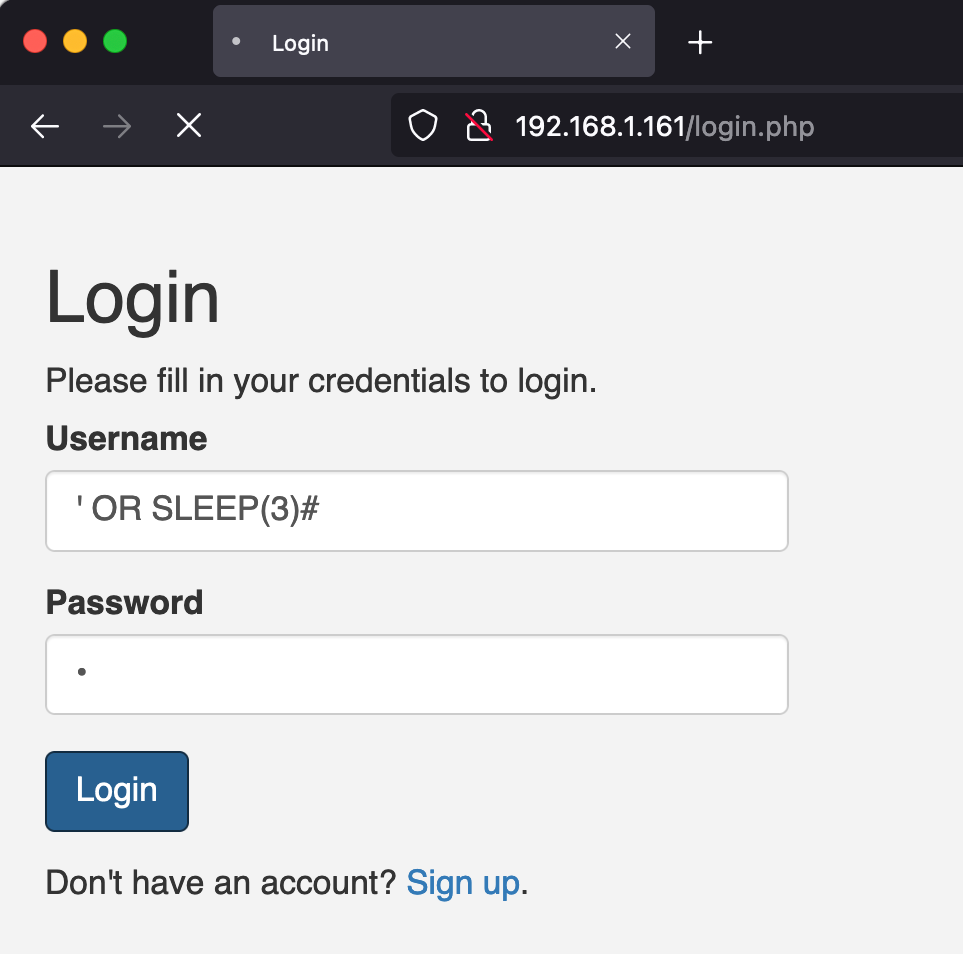 Login
192.168.1.161/login.php
Login
Please fill in your credentials to login.
Username
' OR SLEEP(3)#
Password
•
Login
Don't have an account? Sign up.